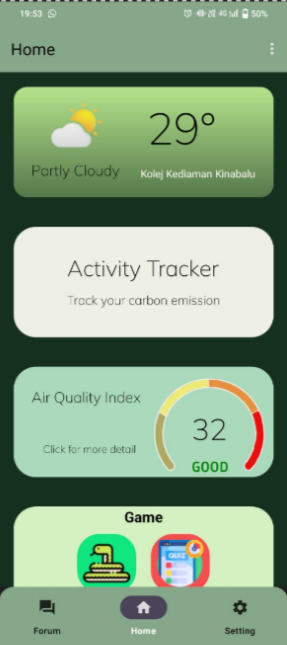 19:53 4G 50%
Home
29°
Partly Cloudy
Kolej Kediaman Kinabalu
Activity Tracker
Track your carbon emission
Air Quality Index
32
Click for more detail
GOOD
Game
QUIZ
Forum
Home
Setting